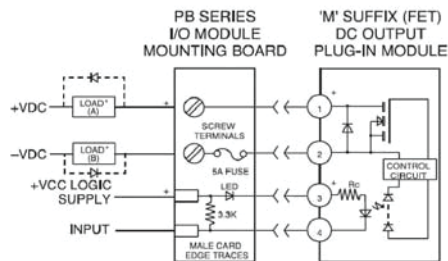 PB SERIES
I/O MODULE
MOUNTING BOARD
'M' SUFFIX (FET)
DC OUTPUT
PLUG-IN MODULE
+VDC
LOAD*
(A)
+
+
1
SCREW
TERMINALS
−VDC
LOAD*
(B)
5A FUSE
2
CONTROL
CIRCUIT
+VCC LOGIC
SUPPLY
+
LED
+
3
Rc
3.3K
INPUT
4
MALE CARD
EDGE TRACES